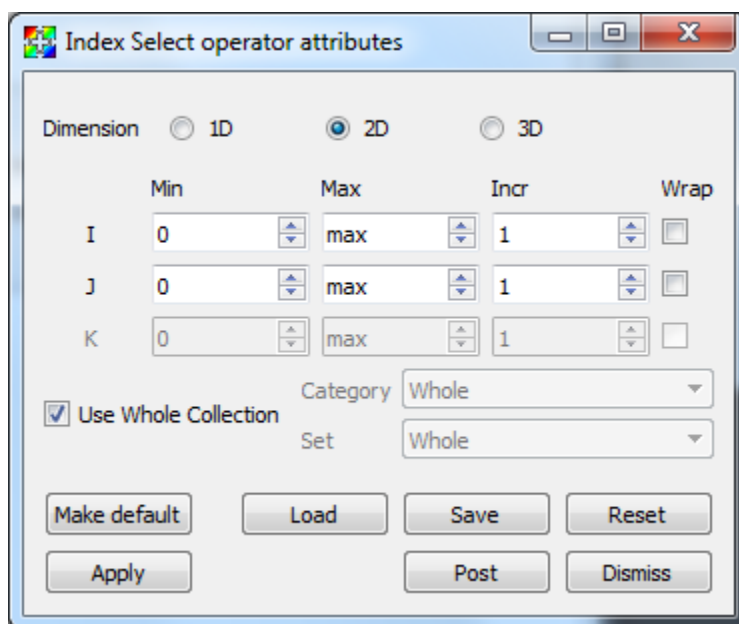 Index Select operator attributes
Dimension 1D 2D 3D
Min Max Incr Wrap
I 0 max 1
J 0 max 1
K 0 max 1
Category Whole
Use Whole Collection
Set Whole
Make default Load Save Reset
Apply Post Dismiss